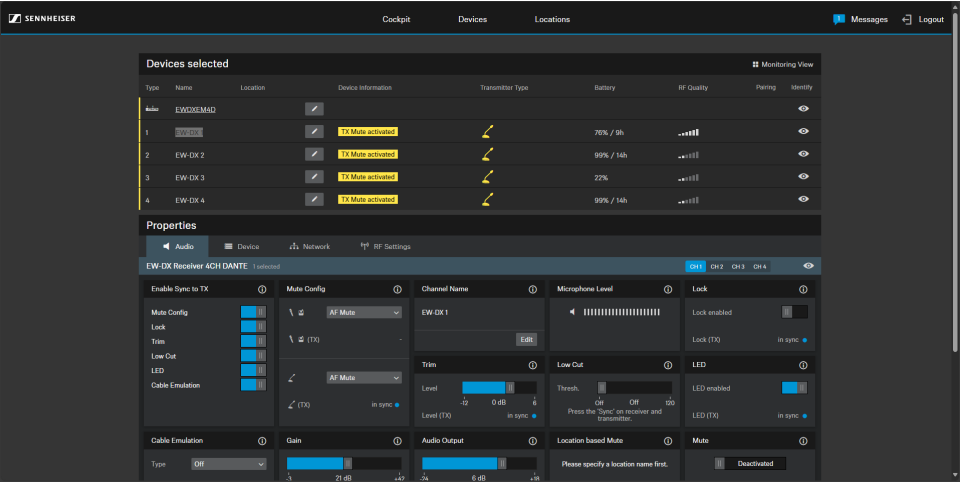 SENNHEISER
Cockpit
Devices
Locations
1
Messages
Logout
Devices selected
Monitoring View
Type
Name
Location
Device Information
Transmitter Type
Battery
RF Quality
Pairing
Identify
EWDXEM4D
1
EW-DX 1
TX Mute activated
76% / 9h
2
EW-DX 2
TX Mute activated
99% / 14h
3
EW-DX 3
TX Mute activated
22%
4
EW-DX 4
TX Mute activated
99% / 14h
Properties
Audio
Device
Network
RF Settings
EW-DX Receiver 4CH DANTE 1 selected
CH 1
CH 2
CH 3
CH 4
Enable Sync to TX
Mute Config
Lock
Trim
Low Cut
LED
Cable Emulation
Mute Config
AF Mute
(TX)
-
AF Mute
(TX)
in sync
Channel Name
EW-DX 1
Edit
Microphone Level
Lock
Lock enabled
Lock (TX)
in sync
Trim
Level
-12
0 dB
6
Level (TX)
in sync
Low Cut
Thresh.
Off
Off
120
Press the 'Sync' on receiver and
transmitter.
LED
LED enabled
LED (TX)
in sync
Cable Emulation
Type
Off
Gain
-3
21 dB
+42
Audio Output
-24
6 dB
+18
Location based Mute
Please specify a location name first.
Mute
Deactivated